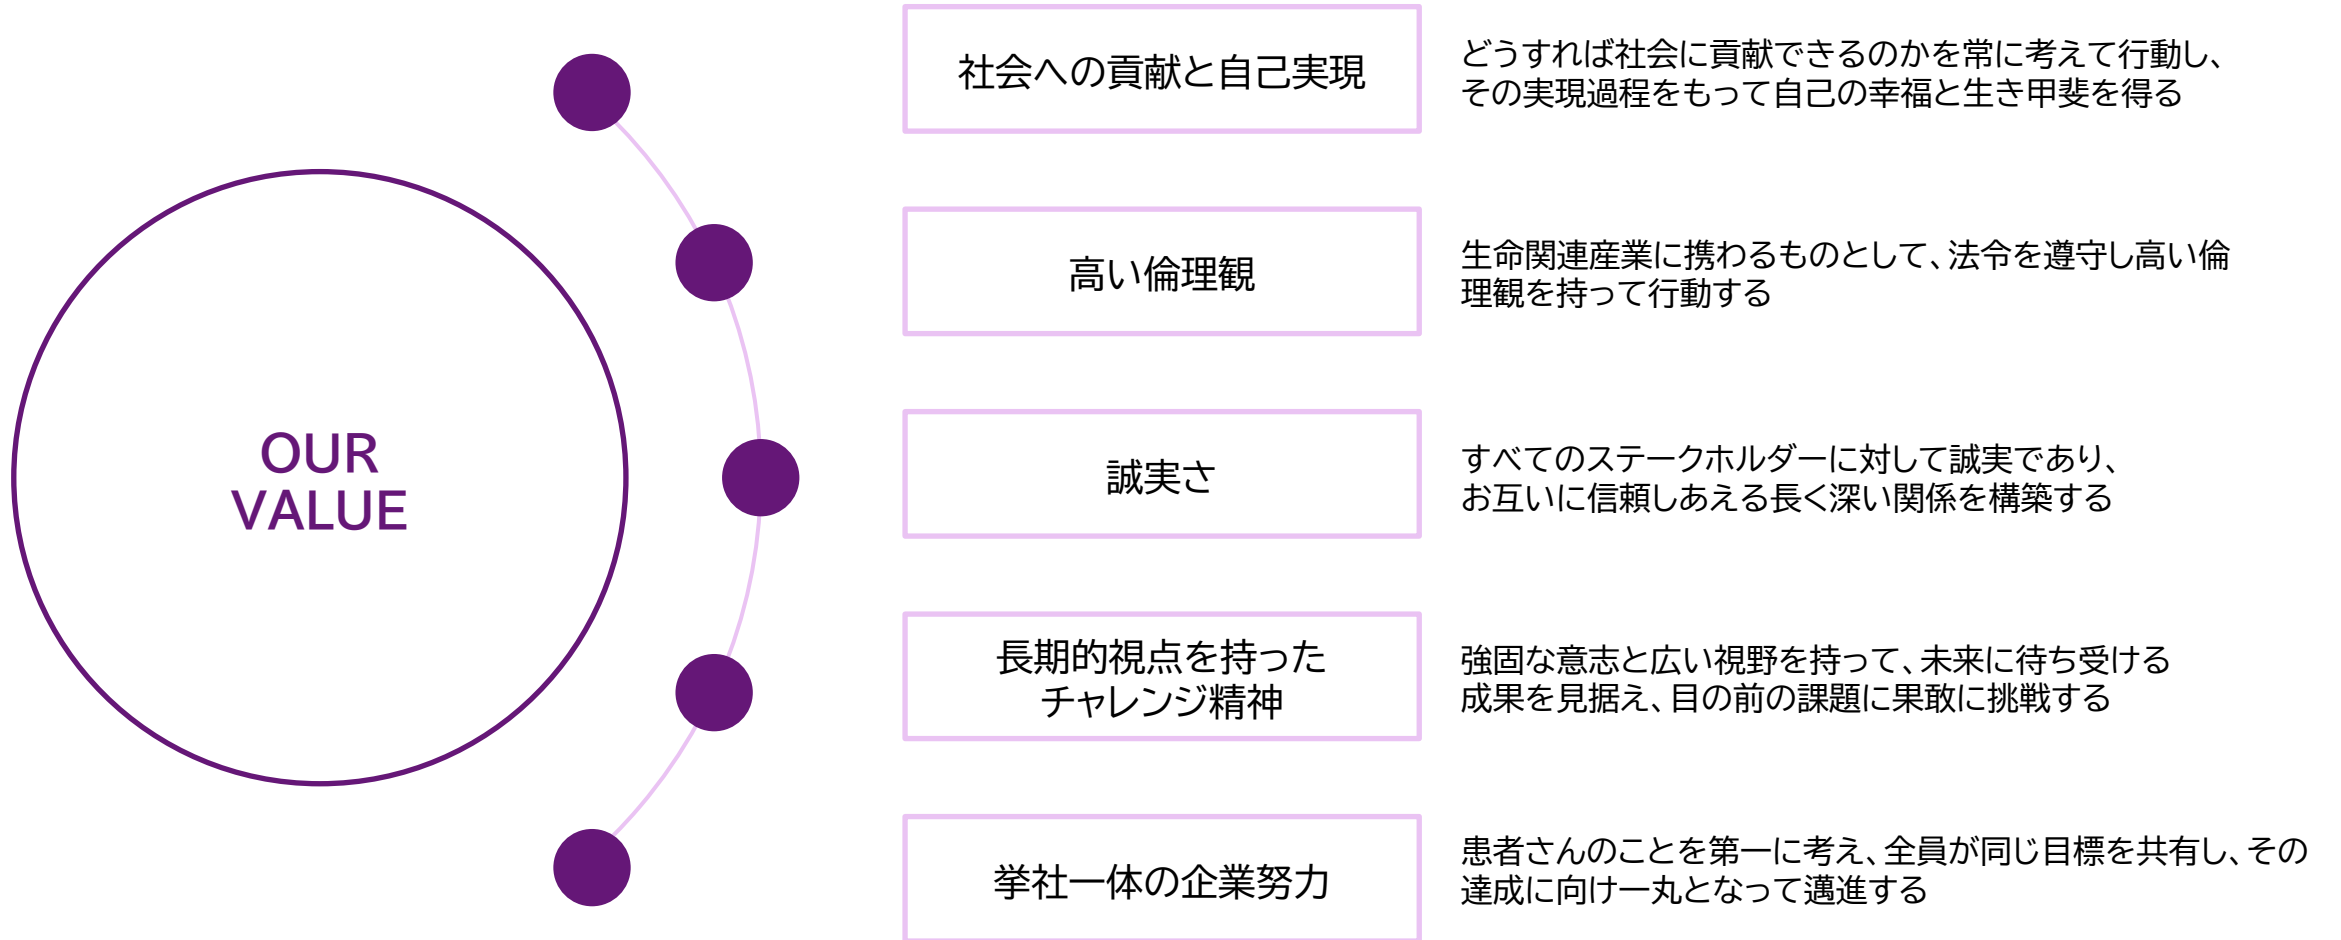 OUR
VALUE
社会への貢献と自己実現
どうすれば社会に貢献できるのかを常に考えて行動し、
その実現過程をもって自己の幸福と生き甲斐を得る
高い倫理観
生命関連産業に携わるものとして、法令を遵守し高い倫
理観を持って行動する
誠実さ
すべてのステークホルダーに対して誠実であり、
お互いに信頼しあえる長く深い関係を構築する
長期的視点を持った
チャレンジ精神
強固な意志と広い視野を持って、未来に待ち受ける
成果を見据え、目の前の課題に果敢に挑戦する
挙社一体の企業努力
患者さんのことを第一に考え、全員が同じ目標を共有し、その
達成に向け一丸となって邁進する